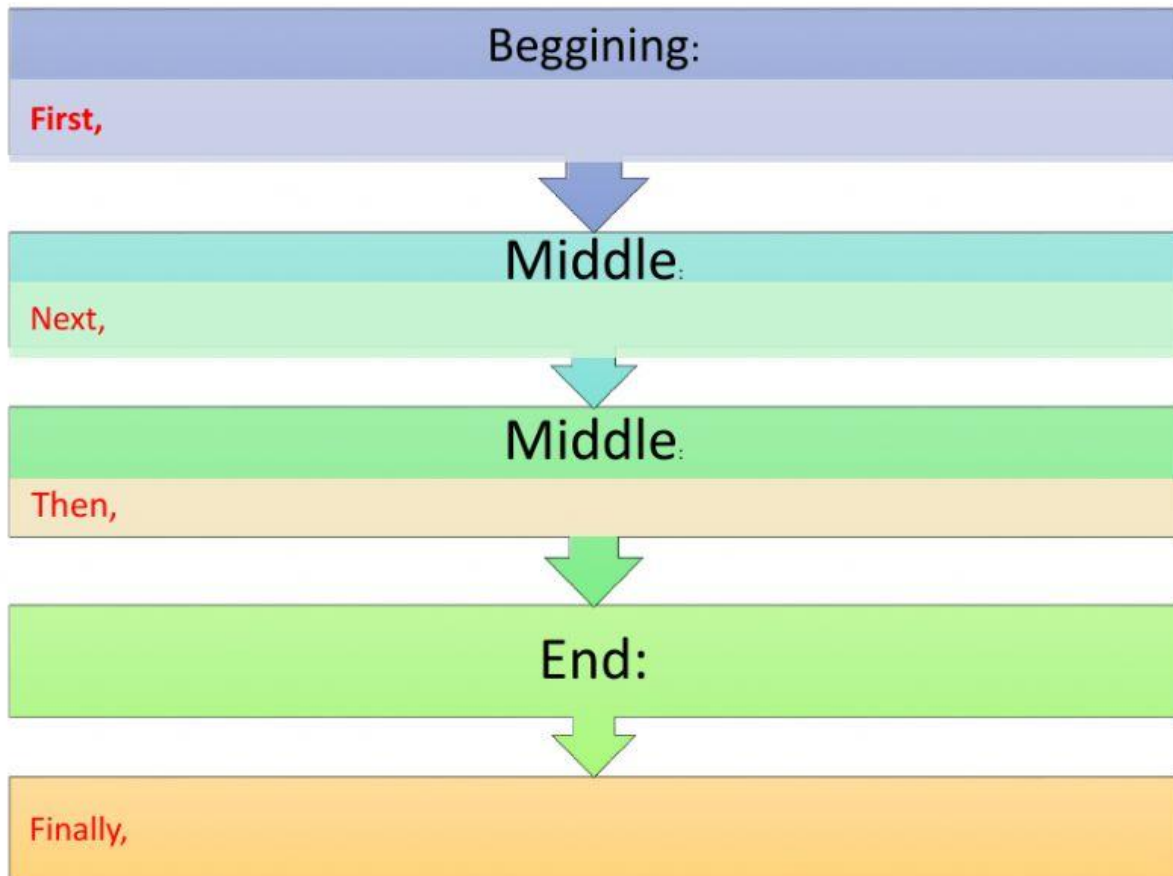 Beggining:
First,
Middle:
Next,
Middle:
Then,
End:
Finally,